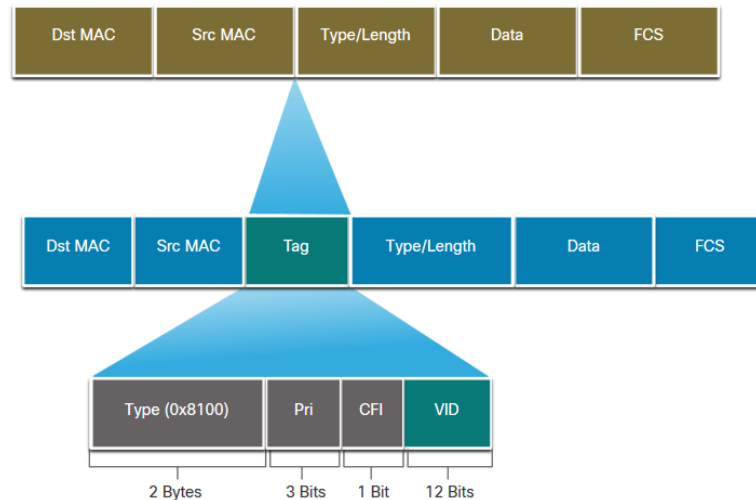 Dst MAC Src MAC Type/Length Data FCS
Dst MAC Src MAC Tag Type/Length Data FCS
Type (0x8100) Pri CFI VID
2 Bytes 3 Bits 1 Bit 12 Bits